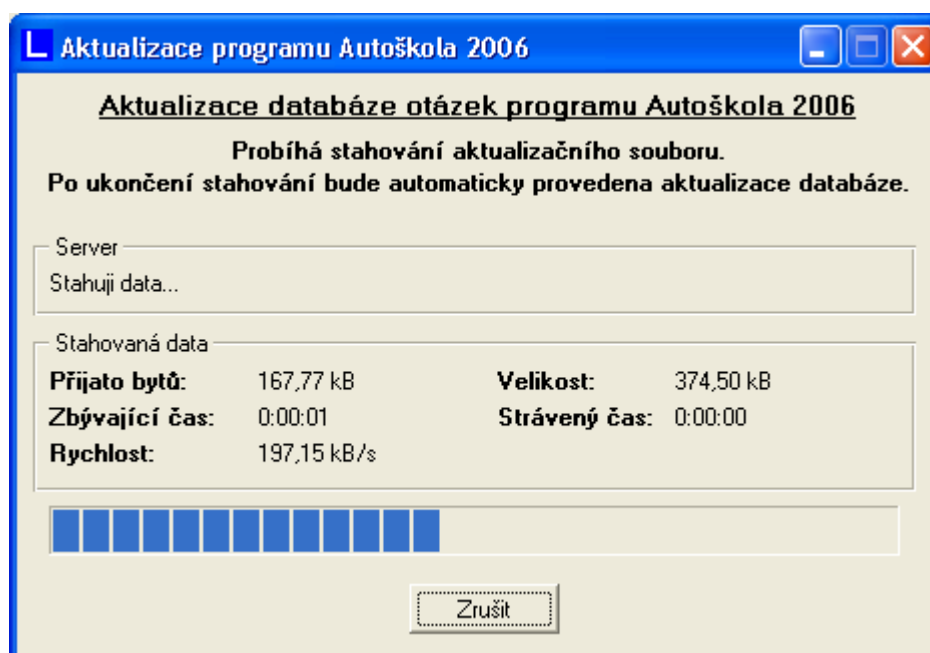 L Aktualizace programu Autoškola 2006
Aktualizace databáze otázek programu Autoškola 2006
Probíhá stahování aktualizačního souboru.
Po ukončení stahování bude automaticky provedena aktualizace databáze.
Server
Stahuji data...
Stahovaná data
Přijato bytů: 167,77 kB Velikost: 374,50 kB
Zbývající čas: 0:00:01 Strávený čas: 0:00:00
Rychlost: 197,15 kB/s
Zrušit